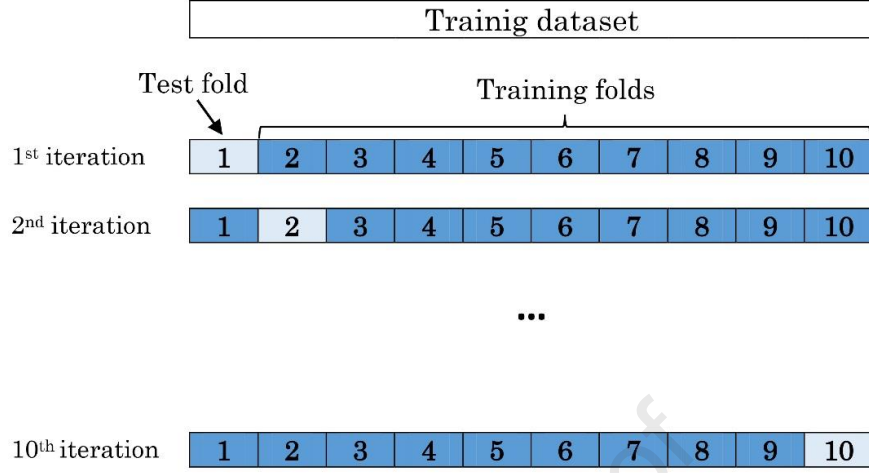 Trainig dataset
Test fold
Training folds
1st iteration 1 2 3 4 5 6 7 8 9 10
2nd iteration 1 2 3 4 5 6 7 8 9 10
...
10th iteration 1 2 3 4 5 6 7 8 9 10
of